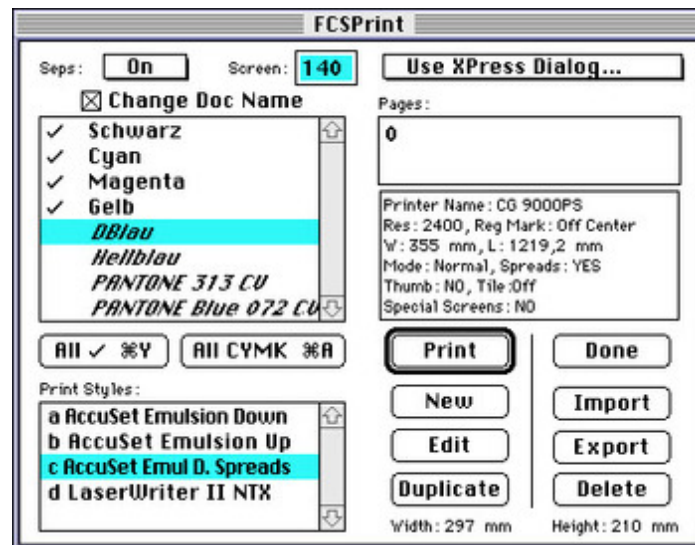 FCSPrint
Seps: On Screen: 140
Change Doc Name
Schwarz
Cyan
Magenta
Gelb
DBlau
Hellblau
PANTONE 313 CV
PANTONE Blue 072 CV
All ✓ ⌘Y All CYMK ⌘A
Print Styles:
a AccuSet Emulsion Down
b AccuSet Emulsion Up
c AccuSet Emul D. Spreads
d LaserWriter II NTX
Use XPress Dialog...
Pages:
0
Printer Name: CG 9000PS
Res: 2400, Reg Mark: Off Center
W: 355 mm, L: 1219,2 mm
Mode: Normal, Spreads: YES
Thumb: NO, Tile:Off
Special Screens: NO
Print Done
New Import
Edit Export
Duplicate Delete
Width: 297 mm Height: 210 mm